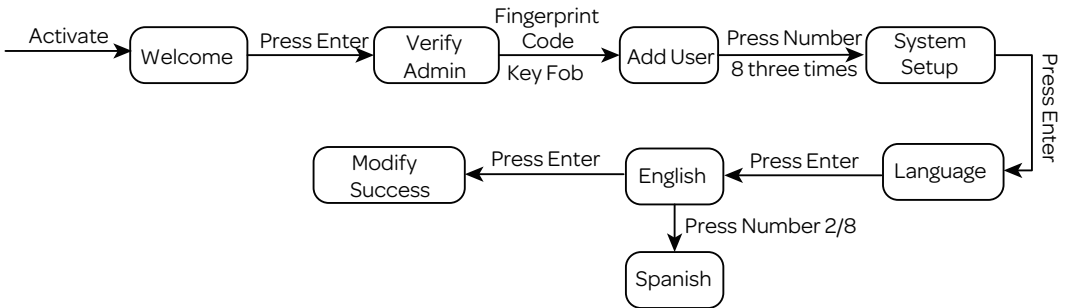 Activate
Welcome
Press Enter
Verify
Admin
Fingerprint
Code
Key Fob
Add User
Press Number
8 three times
System
Setup
Press Enter
Language
Press Enter
English
Press Enter
Modify
Success
Press Number 2/8
Spanish